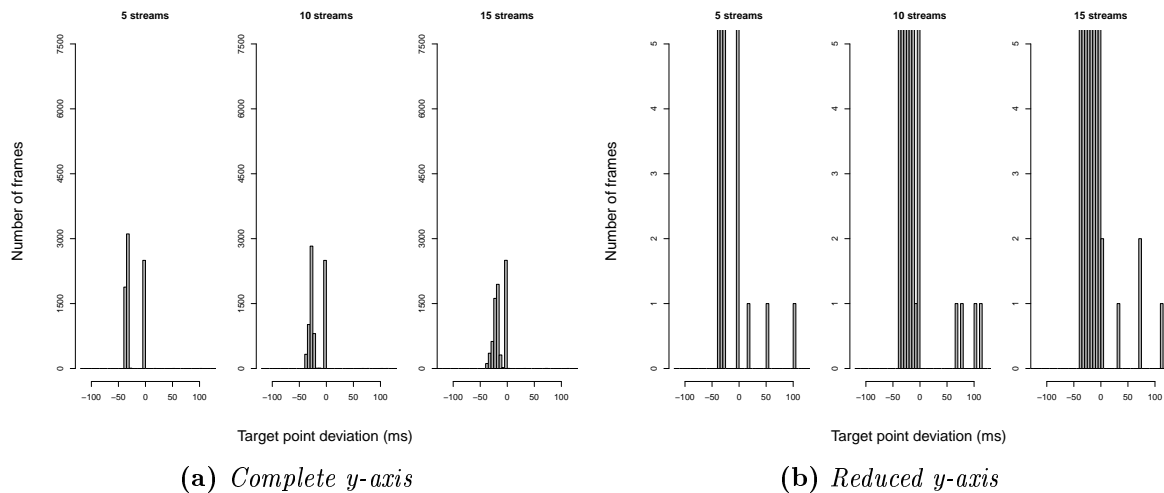 5 streams
10 streams
15 streams
5 streams
10 streams
15 streams
Number of frames
0
1500
3000
4500
6000
7500
−100 −50 0 50 100
0
1500
3000
4500
6000
7500
−100 −50 0 50 100
0
1500
3000
4500
6000
7500
−100 −50 0 50 100
Target point deviation (ms)
(a) Complete y-axis
Number of frames
0
1
2
3
4
5
−100 −50 0 50 100
0
1
2
3
4
5
−100 −50 0 50 100
0
1
2
3
4
5
−100 −50 0 50 100
Target point deviation (ms)
(b) Reduced y-axis